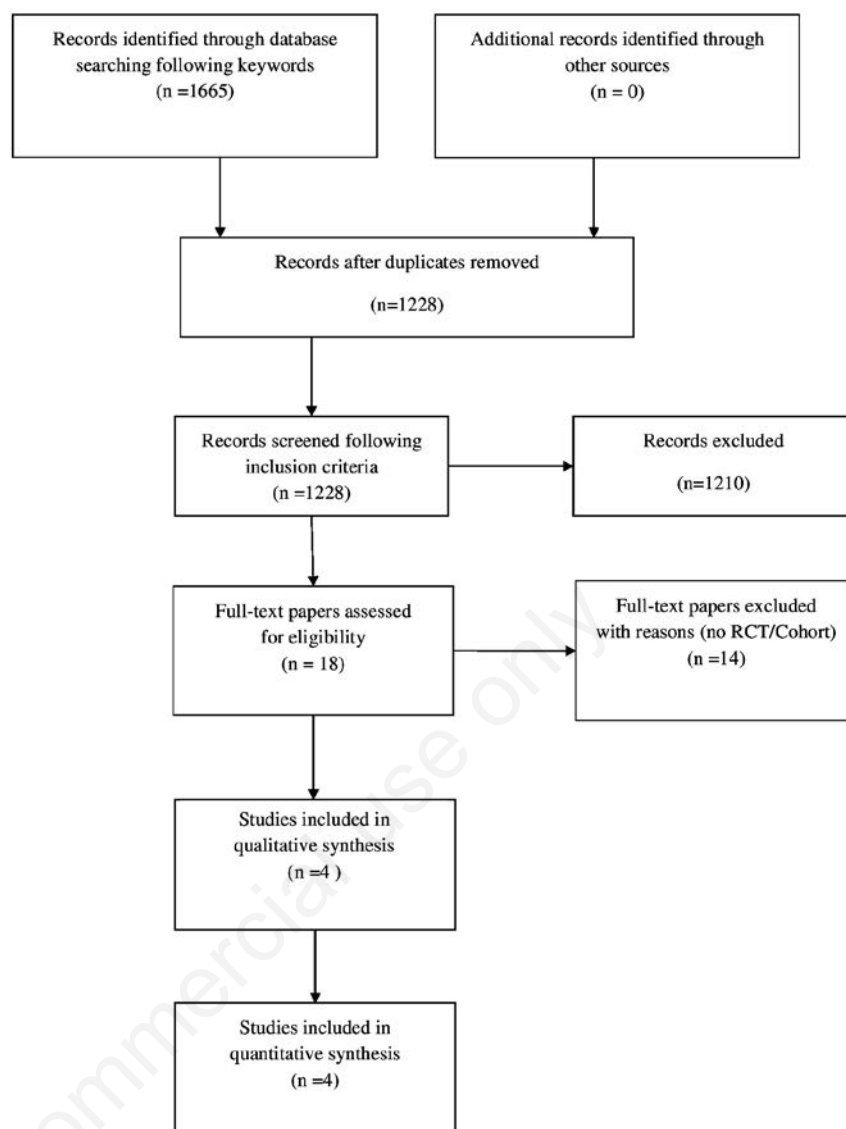 Records identified through database
searching following keywords
(n =1665)
Additional records identified through
other sources
(n = 0)
Records after duplicates removed
(n=1228)
Records screened following
inclusion criteria
(n =1228)
Records excluded
(n=1210)
Full-text papers assessed
for eligibility
(n = 18)
Full-text papers excluded
with reasons (no RCT/Cohort)
(n =14)
Studies included in
qualitative synthesis
(n =4 )
Studies included in
quantitative synthesis
(n =4)
ommercial use only